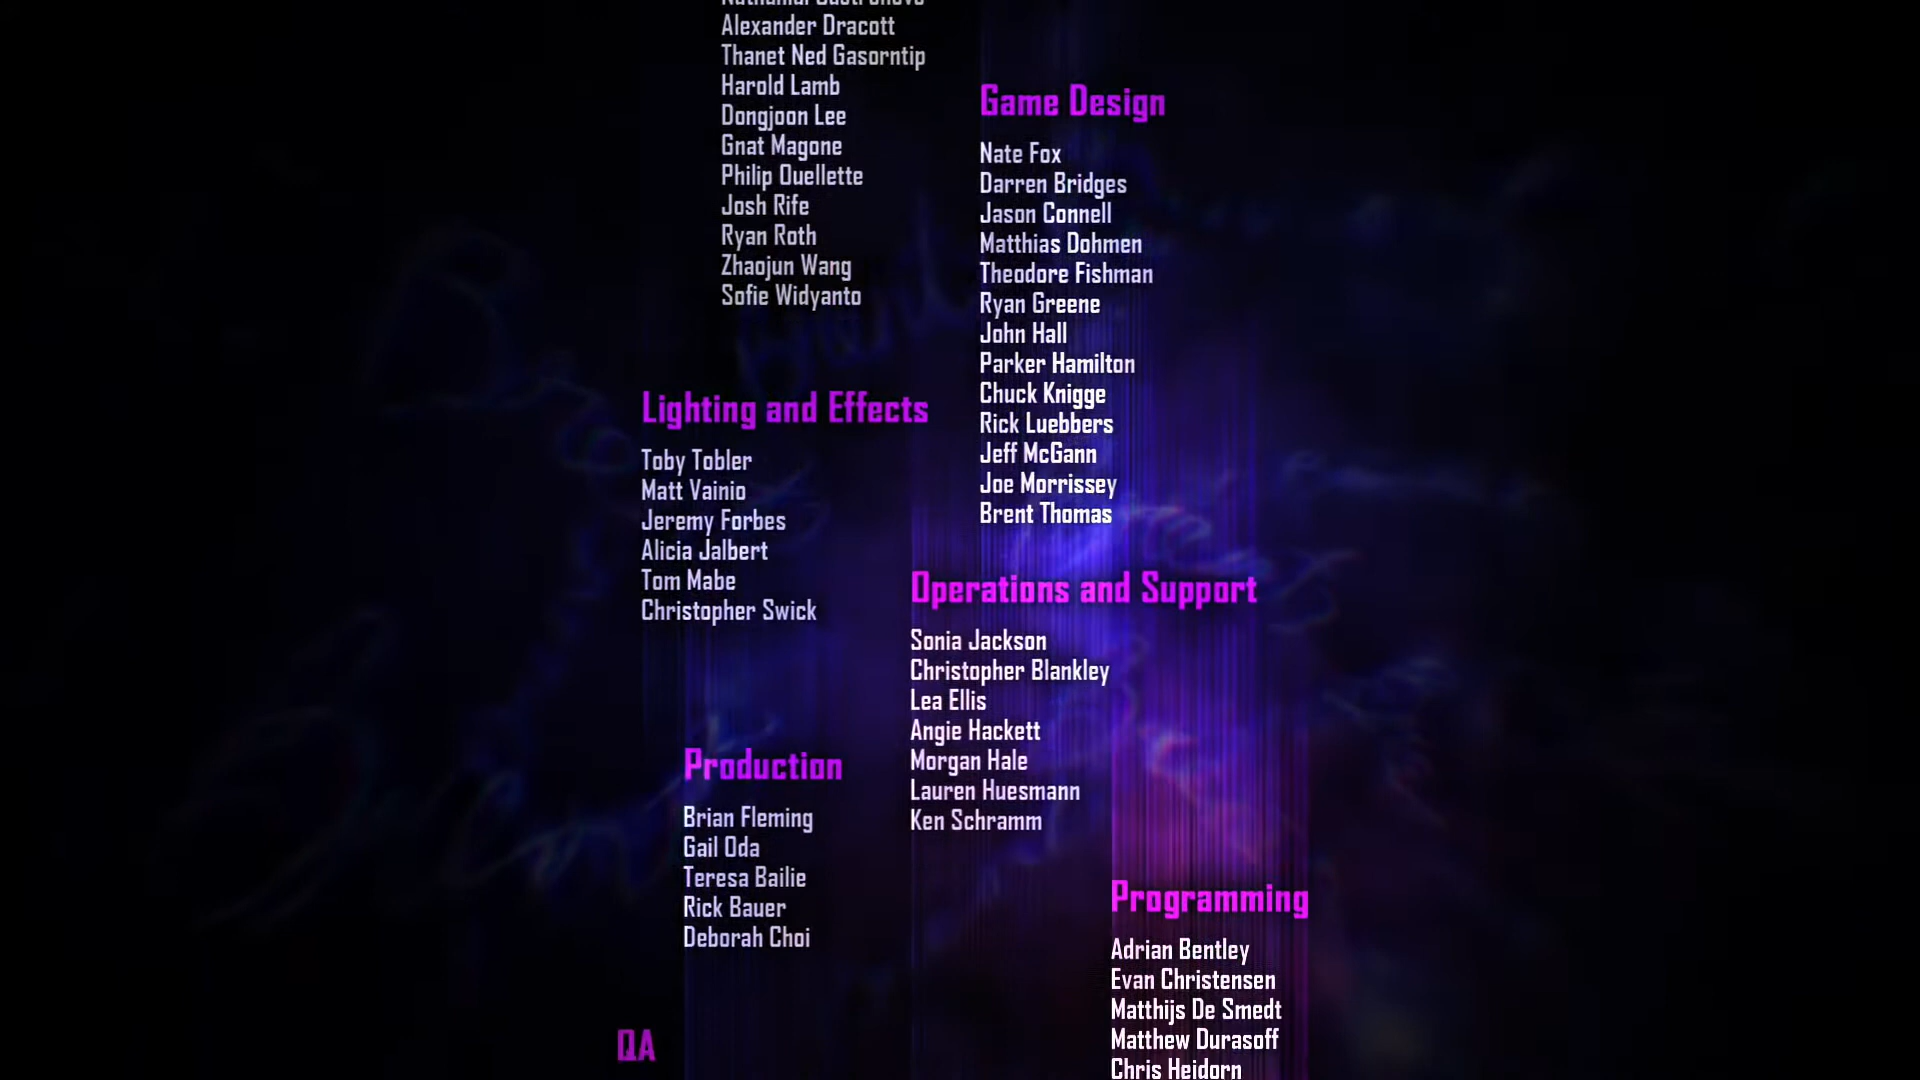 Alexander Dracott
Thanet Ned Gasorntip
Harold Lamb
Dongjoon Lee
Gnat Magone
Philip Ouellette
Josh Rife
Ryan Roth
Zhaojun Wang
Sofie Widyanto
Lighting and Effects
Toby Tobler
Matt Vainio
Jeremy Forbes
Alicia Jalbert
Tom Mabe
Christopher Swick
Production
Brian Fleming
Gail Oda
Teresa Bailie
Rick Bauer
Deborah Choi
QA
Game Design
Nate Fox
Darren Bridges
Jason Connell
Matthias Dohmen
Theodore Fishman
Ryan Greene
John Hall
Parker Hamilton
Chuck Knigge
Rick Luebbers
Jeff McGann
Joe Morrissey
Brent Thomas
Operations and Support
Sonia Jackson
Christopher Blankley
Lea Ellis
Angie Hackett
Morgan Hale
Lauren Huesmann
Ken Schramm
Programming
Adrian Bentley
Evan Christensen
Matthijs De Smedt
Matthew Durasoff
Chris Heidorn